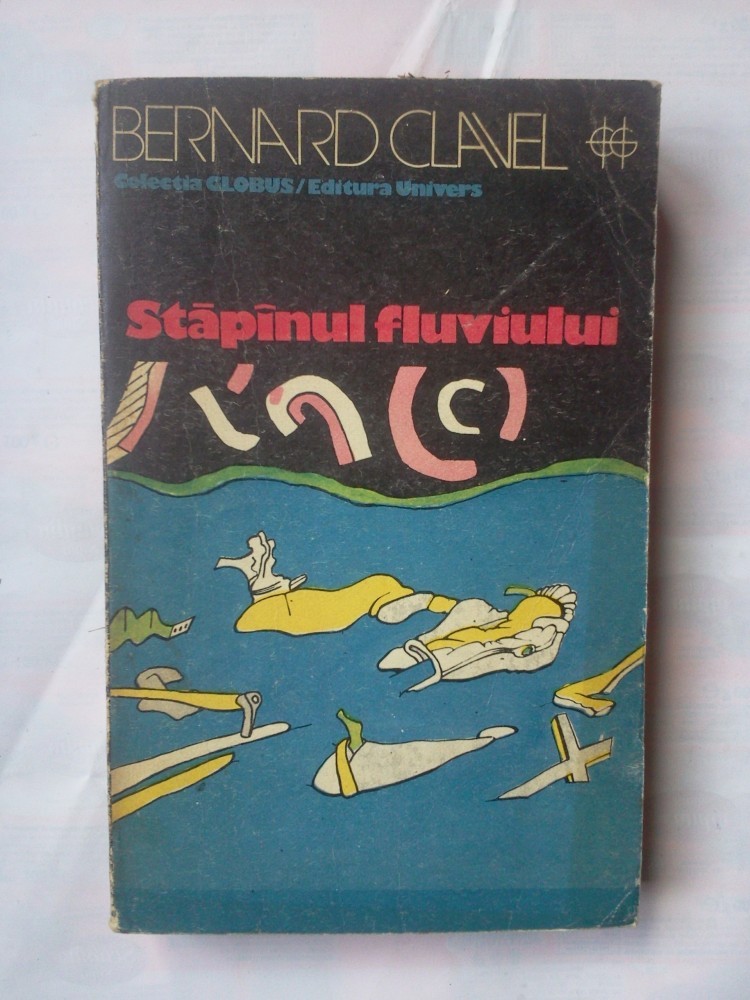 BERNARD CLAVEL
Colecția GLOBUS/Editura Univers
Stăpînul fluviului